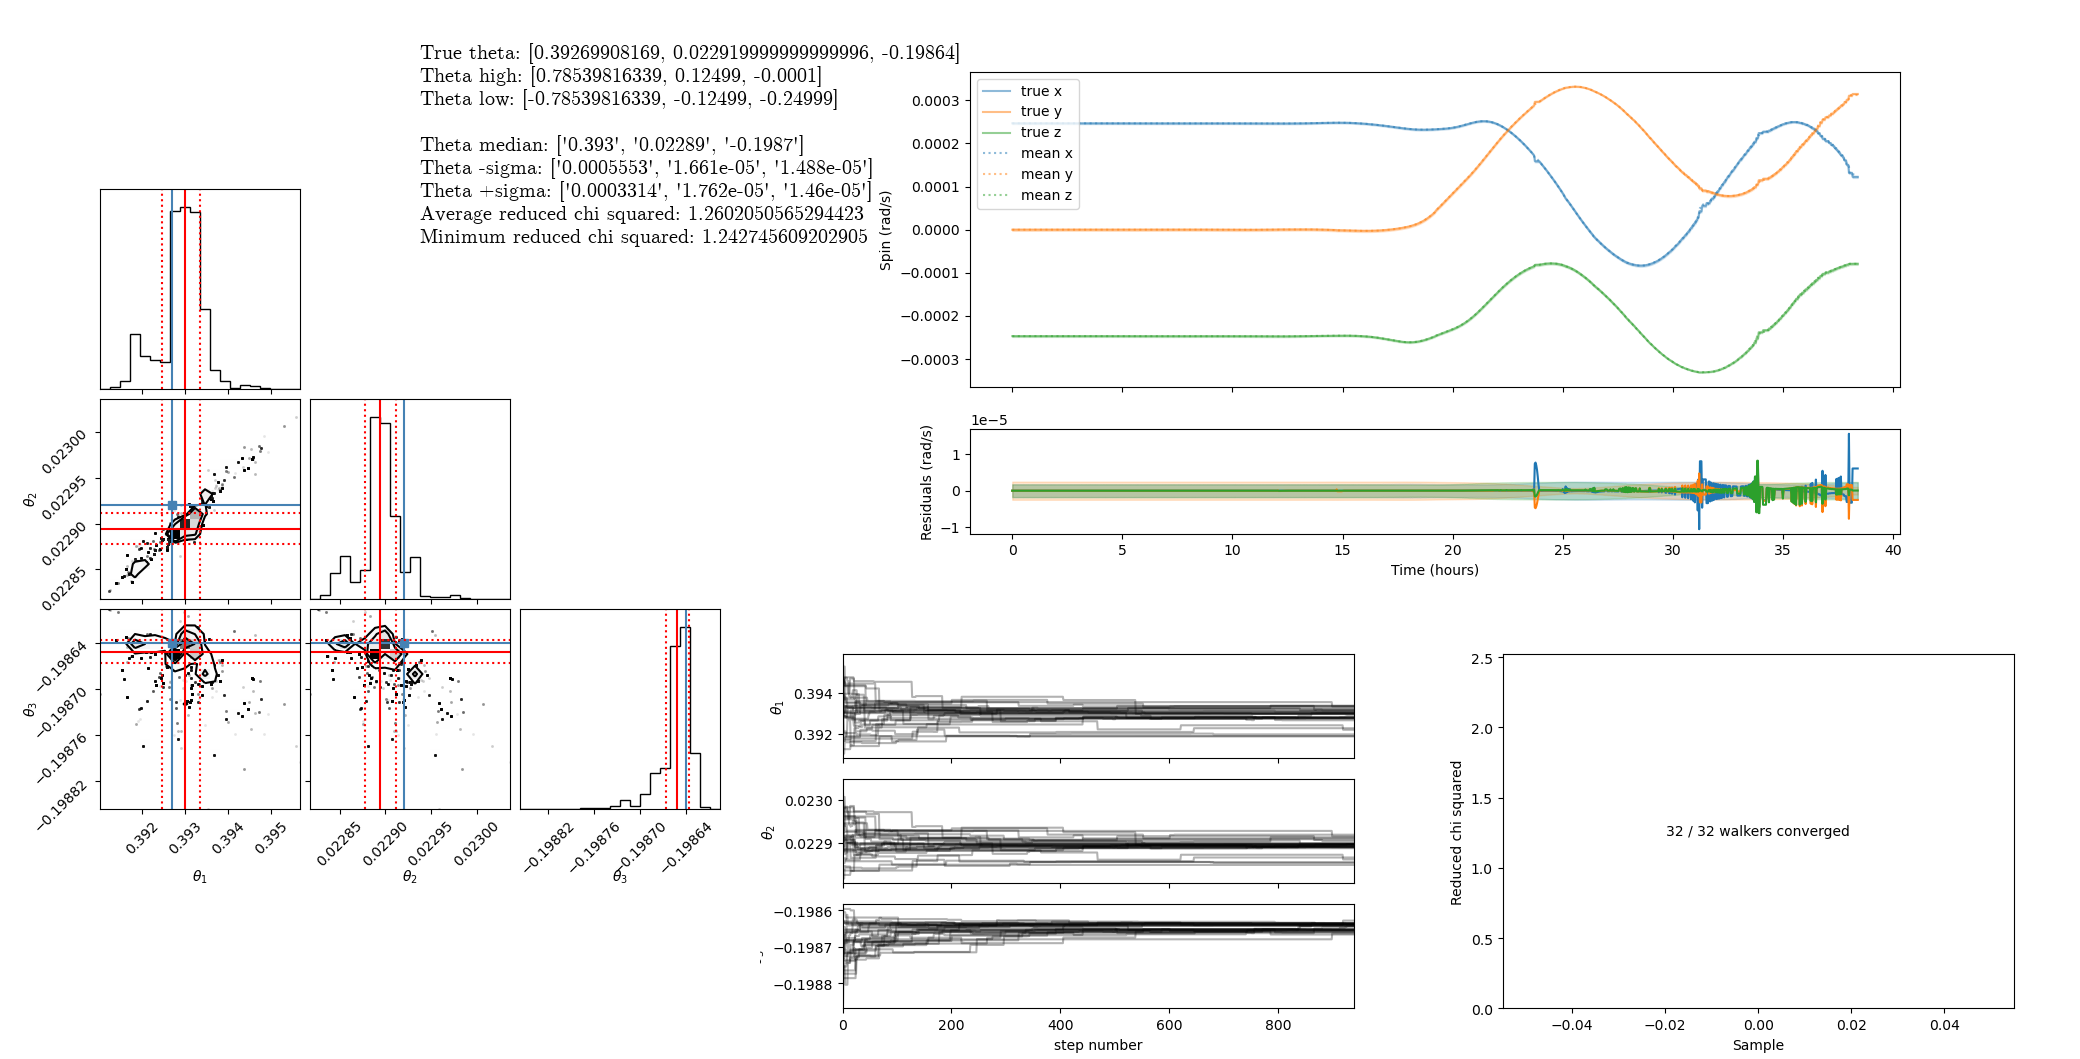 True theta: [0.39269908169, 0.022919999999999996, -0.19864]
Theta high: [0.78539816339, 0.12499, -0.0001]
Theta low: [-0.78539816339, -0.12499, -0.24999]
Theta median: ['0.393', '0.02289', '-0.1987']
Theta -sigma: ['0.0005553', '1.661e-05', '1.488e-05']
Theta +sigma: ['0.0003314', '1.762e-05', '1.46e-05']
Average reduced chi squared: 1.2602050565294423
Minimum reduced chi squared: 1.242745609202905
true x
true y
true z
mean x
mean y
mean z
Spin (rad/s)
0.0003
0.0002
0.0001
0.0000
−0.0001
−0.0002
−0.0003
1e−5
Residuals (rad/s)
1
0
−1
0 5 10 15 20 25 30 35 40
Time (hours)
θ2
0.02300
0.02295
0.02290
0.02285
θ3
−0.19864
−0.19870
−0.19876
−0.19882
0.392 0.393 0.394 0.395
θ1
0.02285 0.02290 0.02295 0.02300
θ2
−0.19882 −0.19876 −0.19870 −0.19864
θ3
θ1
0.394
0.392
θ2
0.0230
0.0229
−0.1986
−0.1987
−0.1988
0 200 400 600 800
step number
Reduced chi squared
2.5
2.0
1.5
1.0
0.5
0.0
32 / 32 walkers converged
−0.04 −0.02 0.00 0.02 0.04
Sample